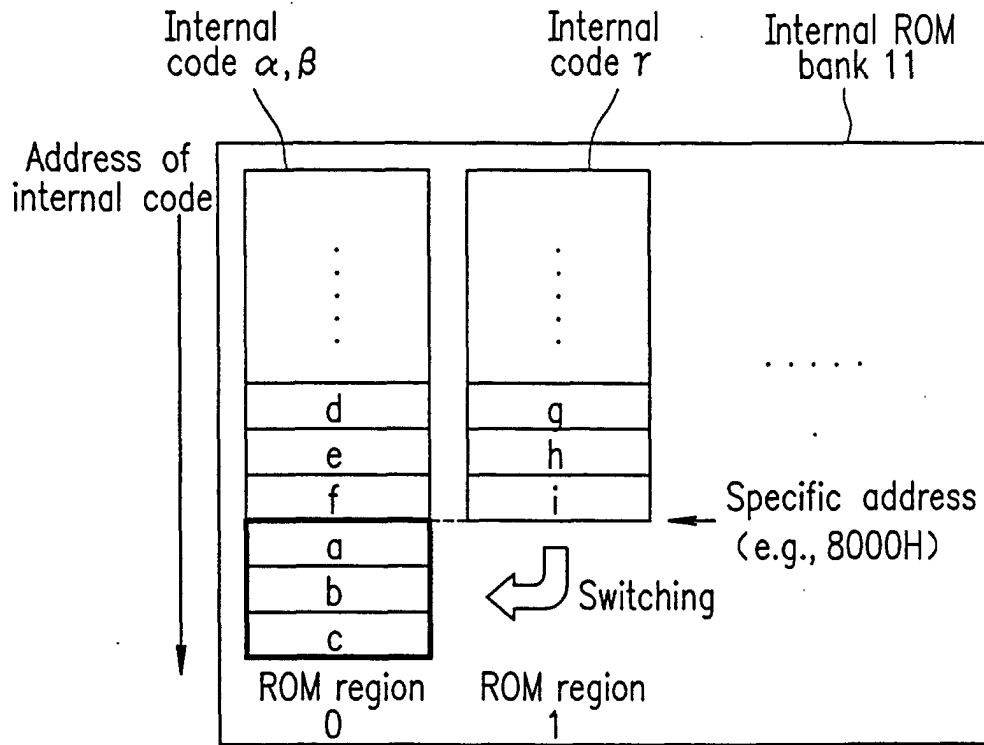 Internal
code α, β
Internal
code γ
Internal ROM
bank 11
Address of
internal code
d
e
f
a
b
c
g
h
i
Specific address
(e.g., 8000H)
Switching
ROM region
0
ROM region
1